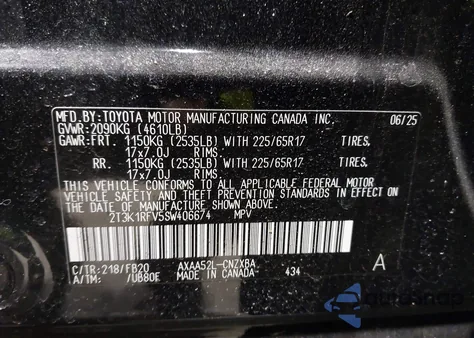 MFD.BY: TOYOTA MOTOR MANUFACTURING CANADA INC. 06/25
GVWR: 2090KG (4610LB)
GAWR: FRT. 1150KG (2535LB) WITH 225/65R17 TIRES,
17x7.0J RIMS.
RR. 1150KG (2535LB) WITH 225/65R17 TIRES,
17x7.0J RIMS.
THIS VEHICLE CONFORMS TO ALL APPLICABLE FEDERAL MOTOR
VEHICLE SAFETY AND BUMPER STANDARDS IN EFFECT ON THE
DATE OF MANUFACTURE SHOWN ABOVE.
2T3K1RFV5SW406674 MPV
C/TR: 218/FB20 AXAA52L-CNZXBA A
A/TM: /UB80E MADE IN CANADA 434
autosnap